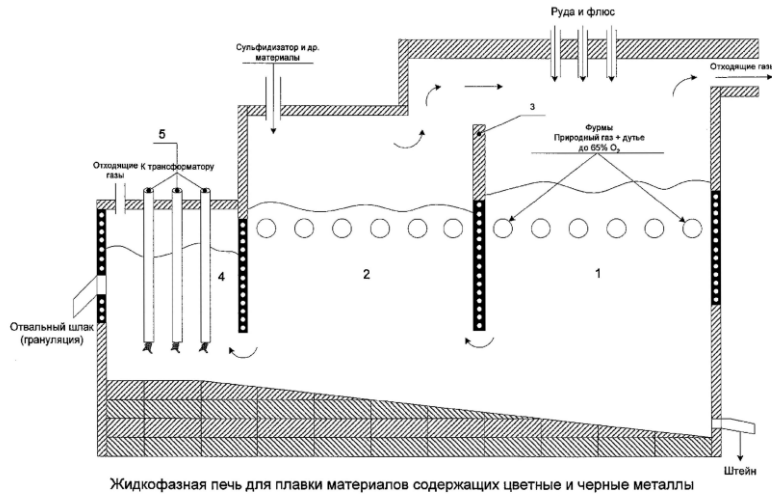 Руда и флюс
Сульфидизатор и др.
материалы
Отходящие газы
3
5
Фурмы
Природный газ + дутье
до 65% O₂
Отходящие
газы
К трансформатору
4
2
1
Отвальный шлак
(грануляция)
Штейн
Жидкофазная печь для плавки материалов содержащих цветные и черные металлы